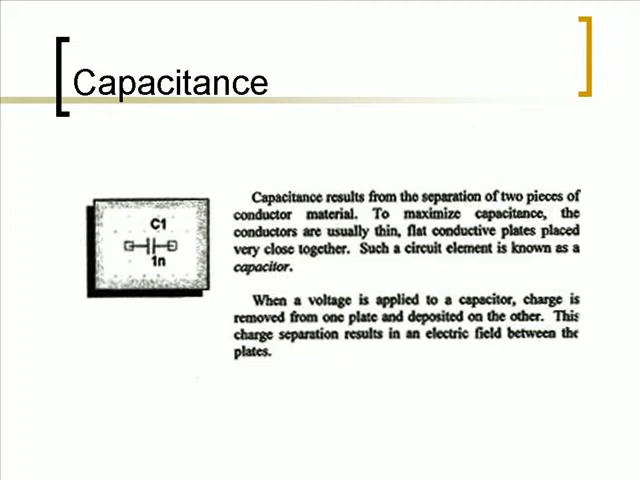 Capacitance
C1
1n
Capacitance results from the separation of two pieces of
conductor material. To maximize capacitance, the
conductors are usually thin, flat conductive plates placed
very close together. Such a circuit element is known as a
capacitor.
When a voltage is applied to a capacitor, charge is
removed from one plate and deposited on the other. This
charge separation results in an electric field between the
plates.